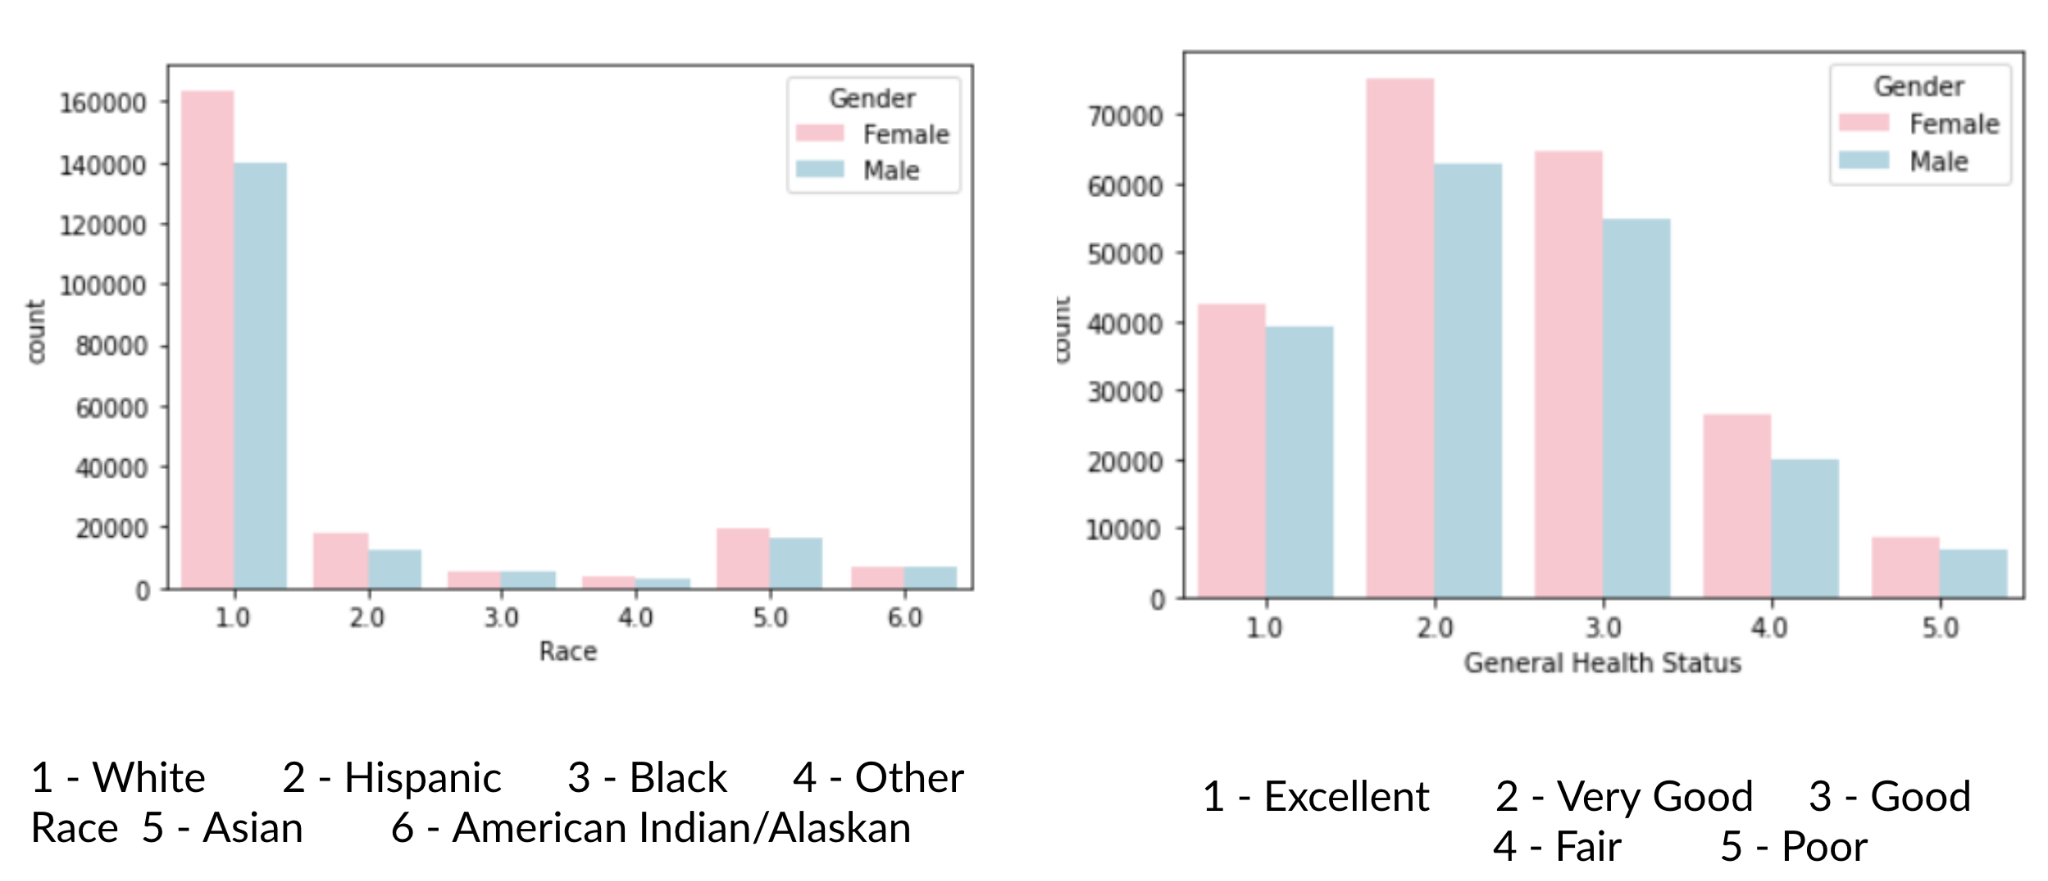 Gender
Female
Male
160000
140000
120000
100000
80000
60000
40000
20000
0
count
1.0 2.0 3.0 4.0 5.0 6.0
Race
1 - White 2 - Hispanic 3 - Black 4 - Other
Race 5 - Asian 6 - American Indian/Alaskan
Gender
Female
Male
70000
60000
50000
40000
30000
20000
10000
0
count
1.0 2.0 3.0 4.0 5.0
General Health Status
1 - Excellent 2 - Very Good 3 - Good
4 - Fair 5 - Poor